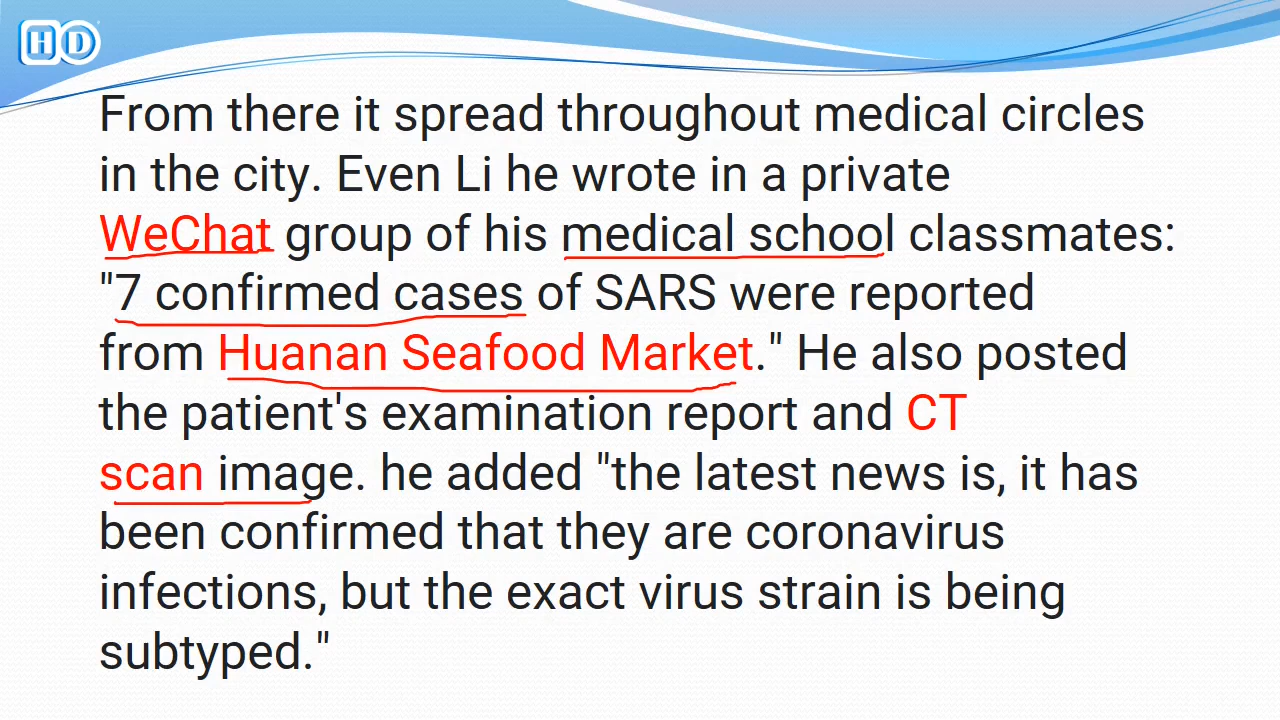 HD
From there it spread throughout medical circles
in the city. Even Li he wrote in a private
WeChat group of his medical school classmates:
"7 confirmed cases of SARS were reported
from Huanan Seafood Market." He also posted
the patient's examination report and CT
scan image. he added "the latest news is, it has
been confirmed that they are coronavirus
infections, but the exact virus strain is being
subtyped."